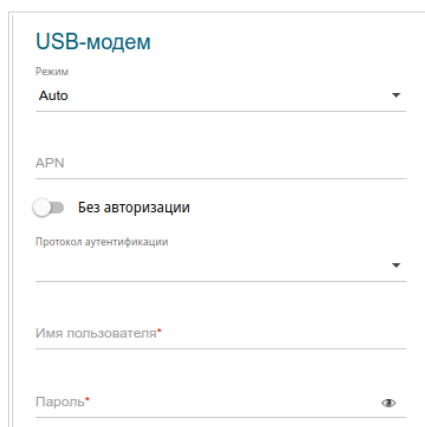 USB-модем
Режим
Auto
APN
Без авторизации
Протокол аутентификации
Имя пользователя*
Пароль*